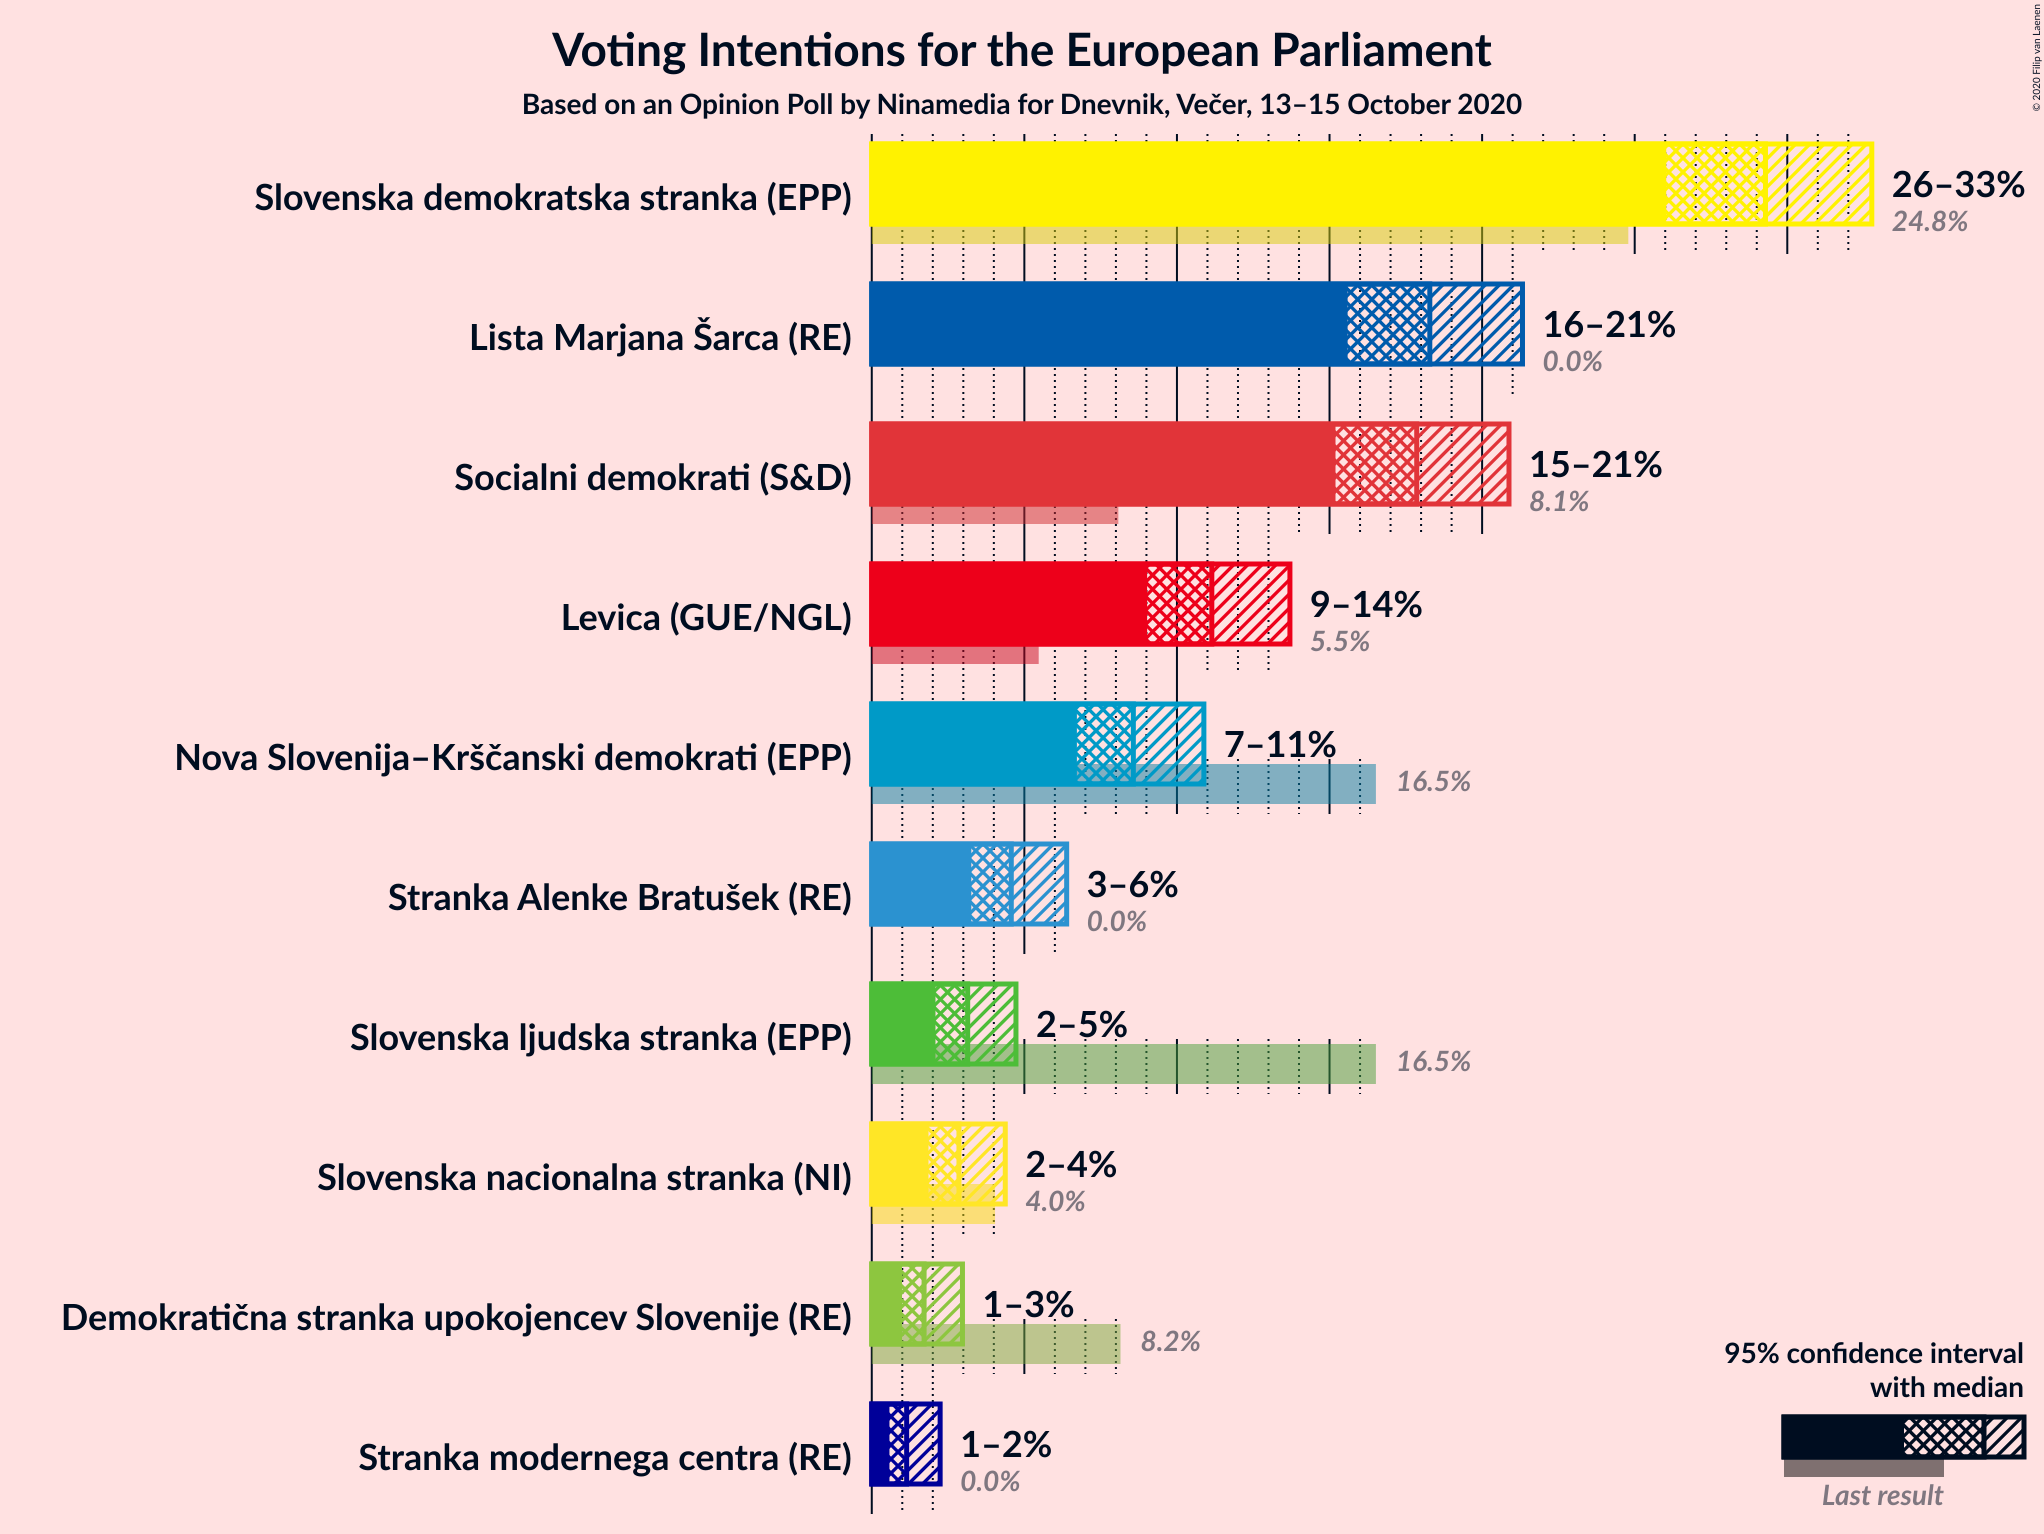 © 2020 Filip van Laenen
Voting Intentions for the European Parliament
Based on an Opinion Poll by Ninamedia for Dnevnik, Večer, 13–15 October 2020
Slovenska demokratska stranka (EPP)
26–33%
24.8%
Lista Marjana Šarca (RE)
16–21%
0.0%
Socialni demokrati (S&D)
15–21%
8.1%
Levica (GUE/NGL)
9–14%
5.5%
Nova Slovenija–Krščanski demokrati (EPP)
7–11%
16.5%
Stranka Alenke Bratušek (RE)
3–6%
0.0%
Slovenska ljudska stranka (EPP)
2–5%
16.5%
Slovenska nacionalna stranka (NI)
2–4%
4.0%
Demokratična stranka upokojencev Slovenije (RE)
1–3%
8.2%
Stranka modernega centra (RE)
1–2%
0.0%
95% confidence interval
with median
Last result